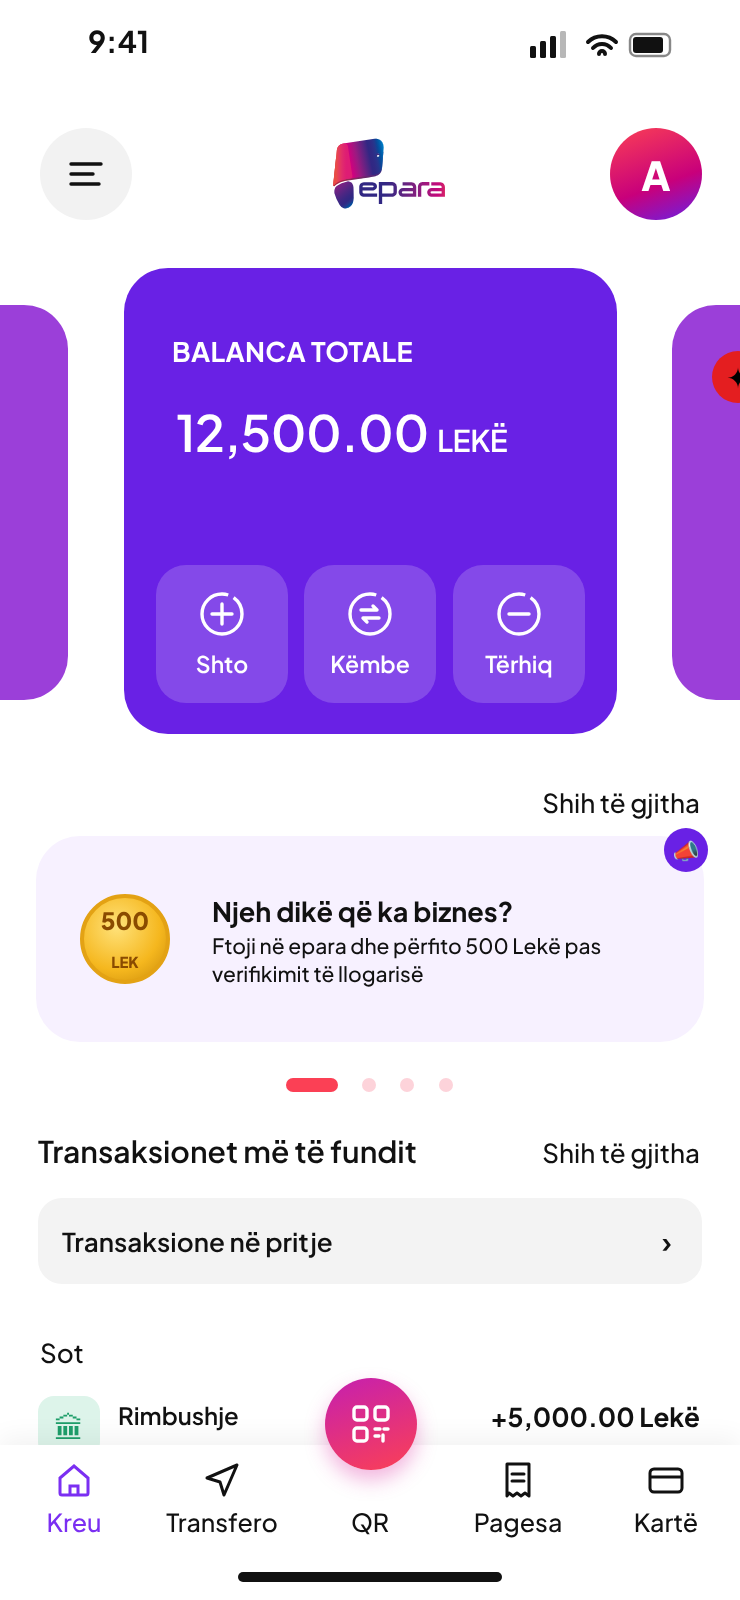 9:41
epara
A
BALANCA TOTALE
12,500.00 LEKË
Shto
Këmbe
Tërhiq
Shih të gjitha
500
LEK
Njeh dikë që ka biznes?
Ftoji në epara dhe përfito 500 Lekë pas
verifikimit të llogarisë
Transaksionet më të fundit
Shih të gjitha
Transaksione në pritje
Sot
Rimbushje
+5,000.00 Lekë
Kreu
Transfero
QR
Pagesa
Kartë